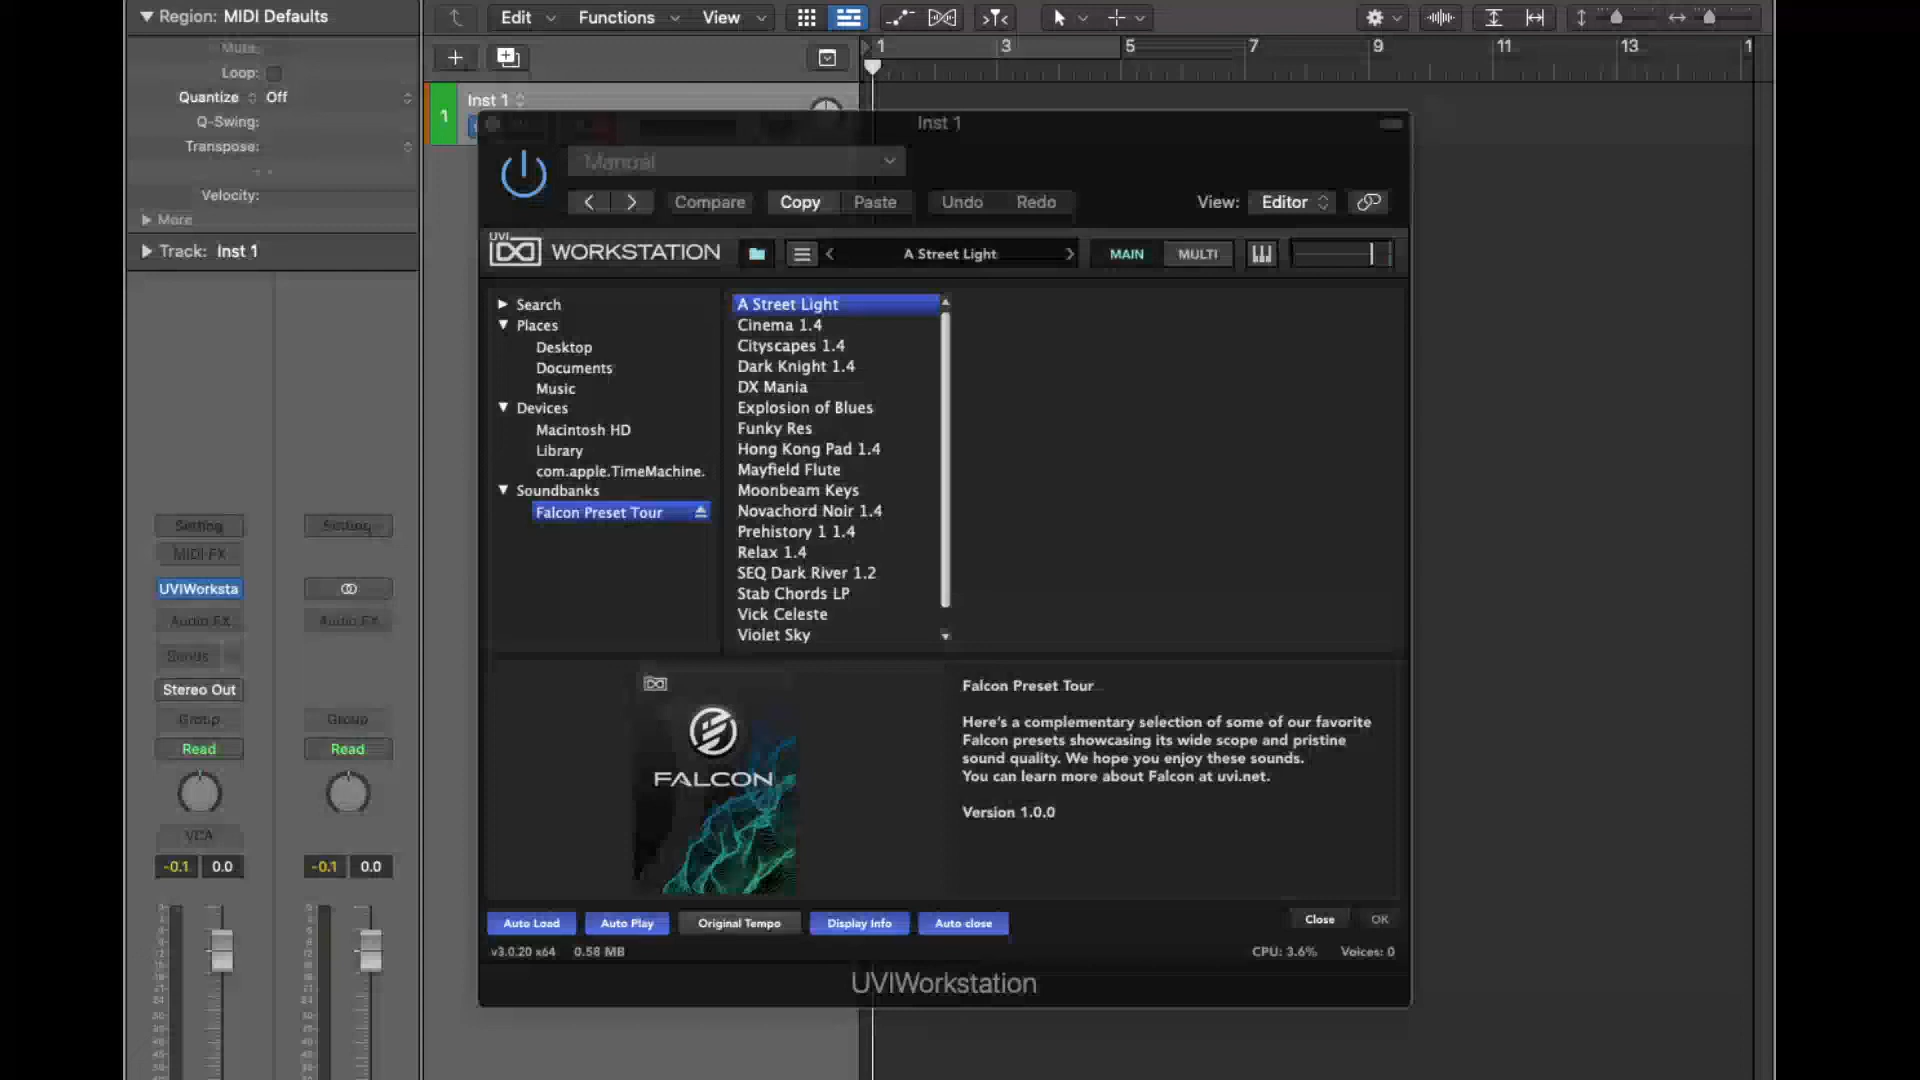 Region: MIDI Defaults
Mute:
Loop:
Quantize Off
Q-Swing:
Transpose:
Velocity:
More
Track: Inst 1
Setting Setting
MIDI FX
UVIWorksta
Audio FX Audio FX
Sends
Stereo Out
Group Group
Read Read
VCA
-0.1 0.0 -0.1 0.0
Edit Functions View
1 3 5 7 9 11 13 1
1 Inst 1
Inst 1
Manual
Compare Copy Paste Undo Redo View: Editor
UVI WORKSTATION A Street Light MAIN MULTI
Search
Places
Desktop
Documents
Music
Devices
Macintosh HD
Library
com.apple.TimeMachine.
Soundbanks
Falcon Preset Tour
A Street Light
Cinema 1.4
Cityscapes 1.4
Dark Knight 1.4
DX Mania
Explosion of Blues
Funky Res
Hong Kong Pad 1.4
Mayfield Flute
Moonbeam Keys
Novachord Noir 1.4
Prehistory 1 1.4
Relax 1.4
SEQ Dark River 1.2
Stab Chords LP
Vick Celeste
Violet Sky
FALCON
Falcon Preset Tour
Here's a complementary selection of some of our favorite
Falcon presets showcasing its wide scope and pristine
sound quality. We hope you enjoy these sounds.
You can learn more about Falcon at uvi.net.
Version 1.0.0
Auto Load Auto Play Original Tempo Display Info Auto close Close OK
v3.0.20 x64 0.58 MB CPU: 3.6% Voices: 0
UVIWorkstation